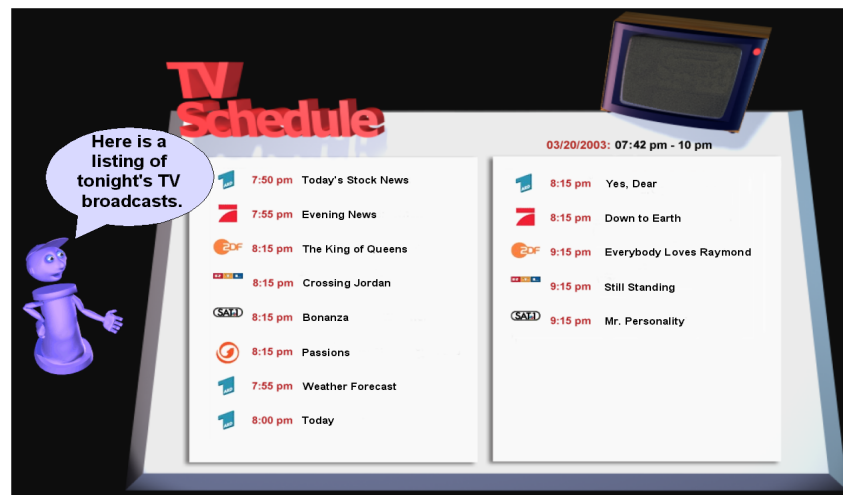 TV
Schedule
Here is a
listing of
tonight's TV
broadcasts.
03/20/2003: 07:42 pm - 10 pm
7:50 pm Today's Stock News
7:55 pm Evening News
ZDF 8:15 pm The King of Queens
8:15 pm Crossing Jordan
SAT.1 8:15 pm Bonanza
8:15 pm Passions
7:55 pm Weather Forecast
8:00 pm Today
8:15 pm Yes, Dear
8:15 pm Down to Earth
ZDF 9:15 pm Everybody Loves Raymond
9:15 pm Still Standing
SAT.1 9:15 pm Mr. Personality